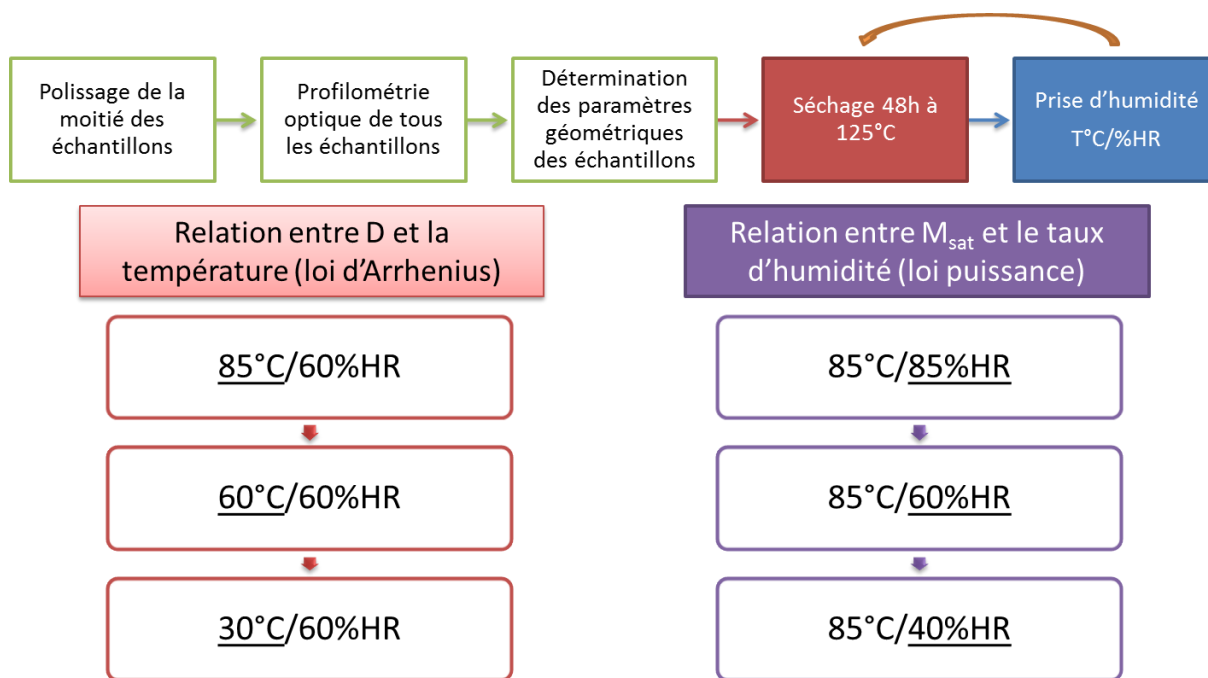 Polissage de la
moitié des
échantillons
Profilométrie
optique de tous
les échantillons
Détermination
des paramètres
géométriques
des échantillons
Séchage 48h à
125°C
Prise d’humidité
T°C/%HR
Relation entre D et la
température (loi d’Arrhenius)
85°C/60%HR
60°C/60%HR
30°C/60%HR
Relation entre Msat et le taux
d’humidité (loi puissance)
85°C/85%HR
85°C/60%HR
85°C/40%HR